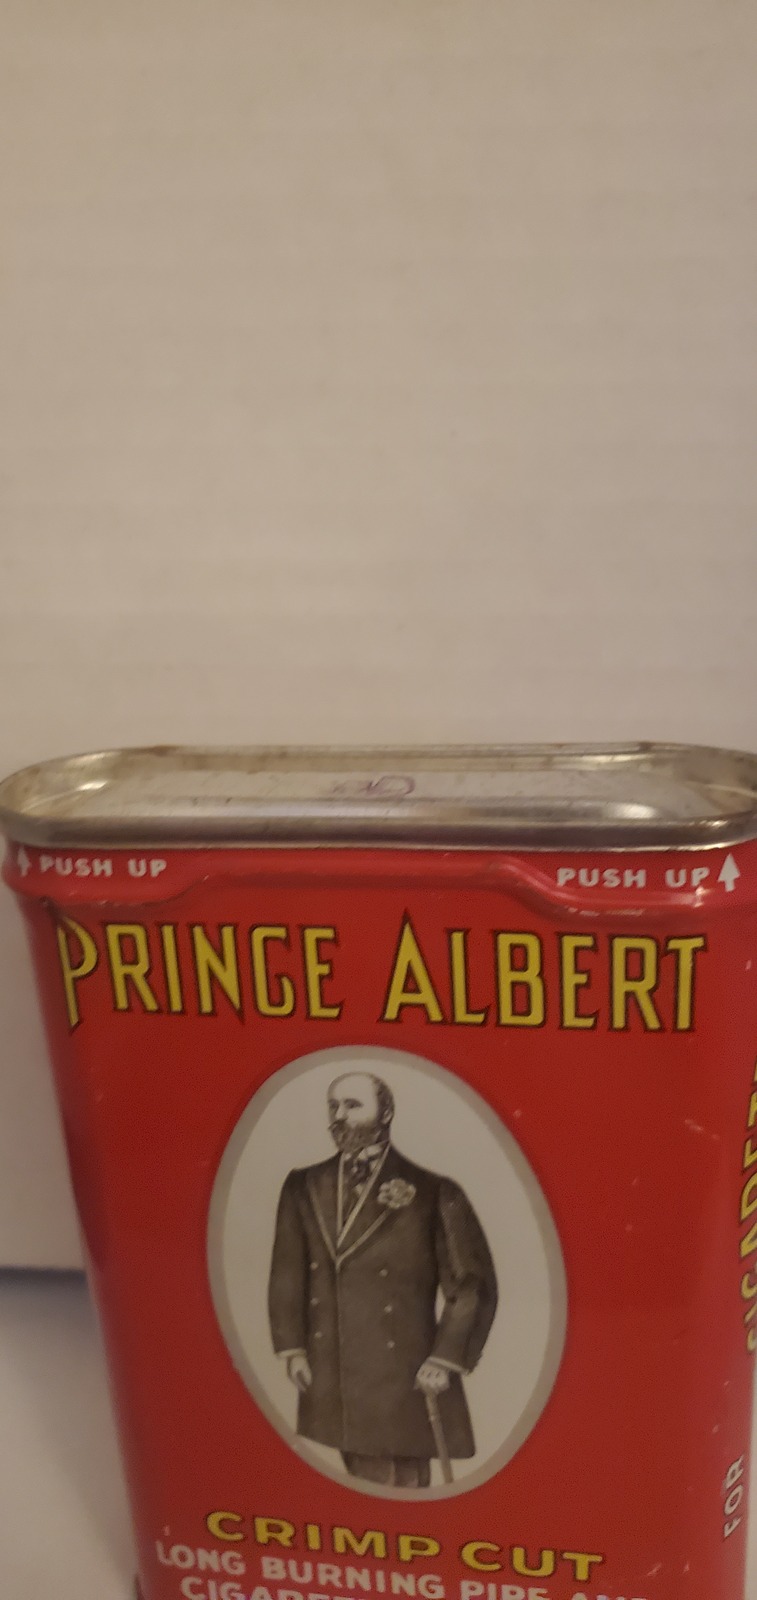 PUSH UP PUSH UP
PRINCE ALBERT
CRIMP CUT
LONG BURNING PIPE AND
FOR